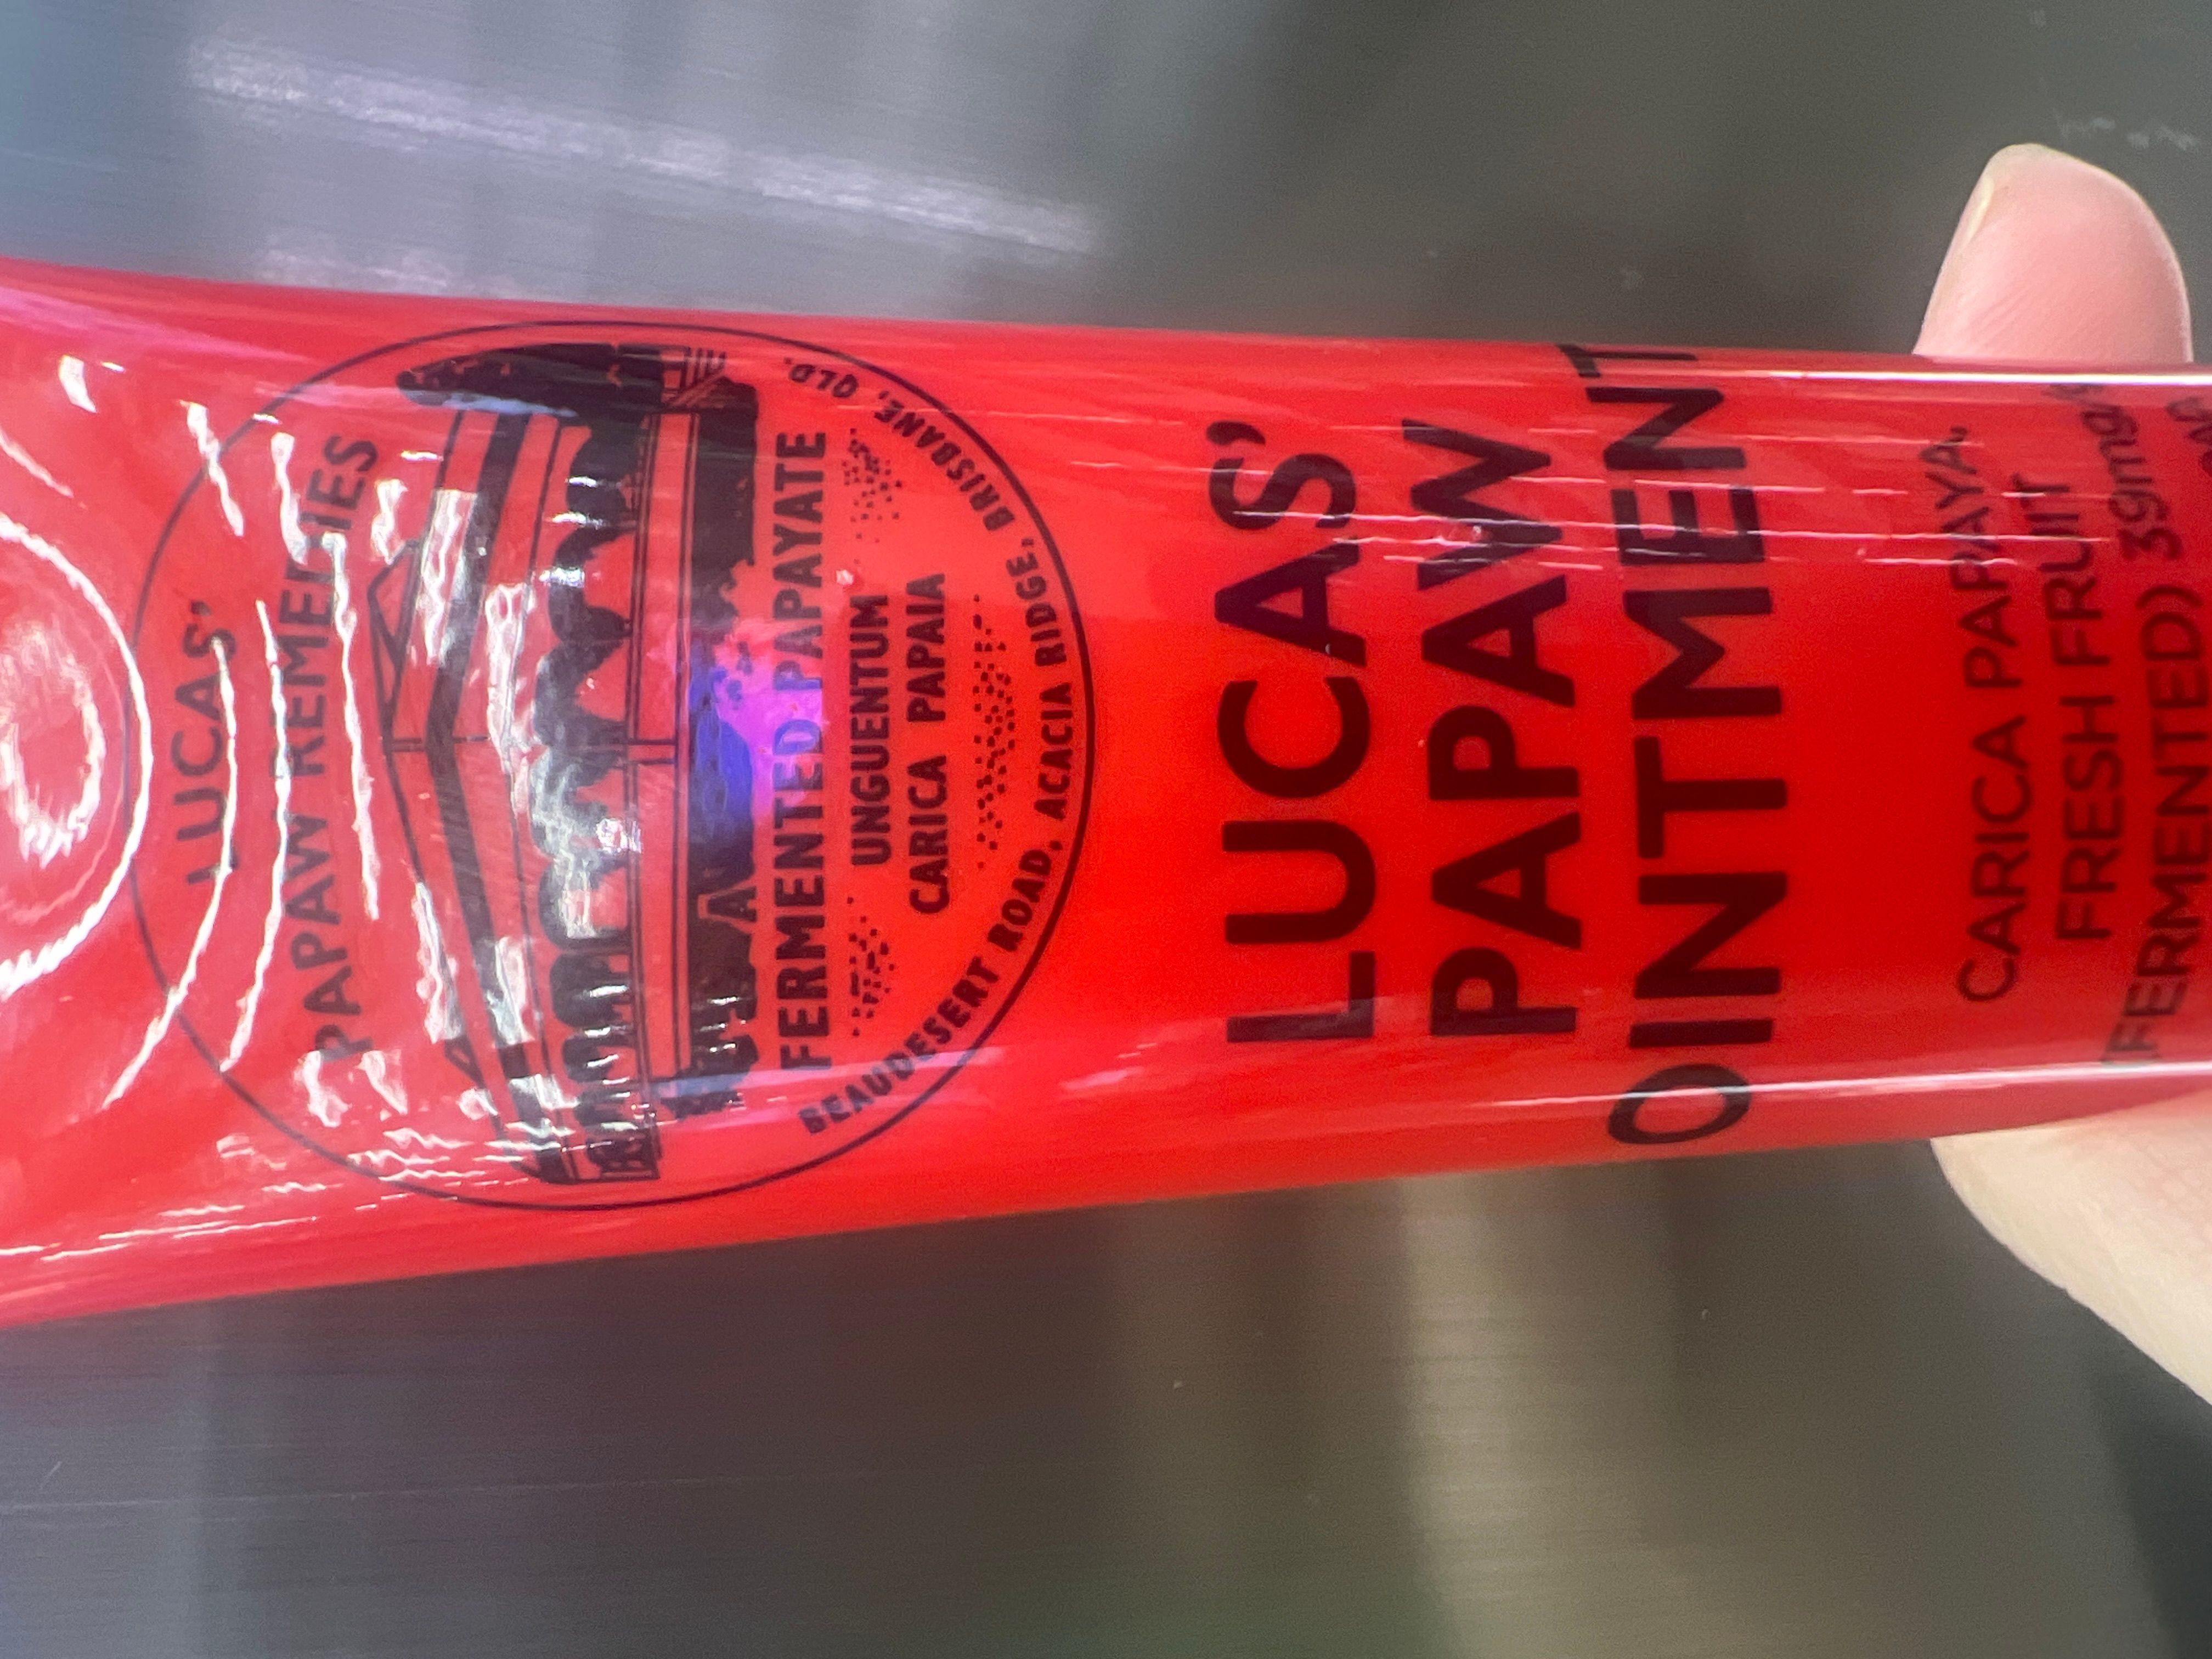 LUCAS'
PAPAW REMEDIES
FERMENTED PAPAYATE
UNGUENTUM
CARICA PAPAIA
BEAUDESERT ROAD, ACACIA RIDGE, BRISBANE, QLD.
LUCAS'
PAPAW
OINTMENT
CARICA PAPAYA,
FRESH FRUIT
(FERMENTED) 39mg/